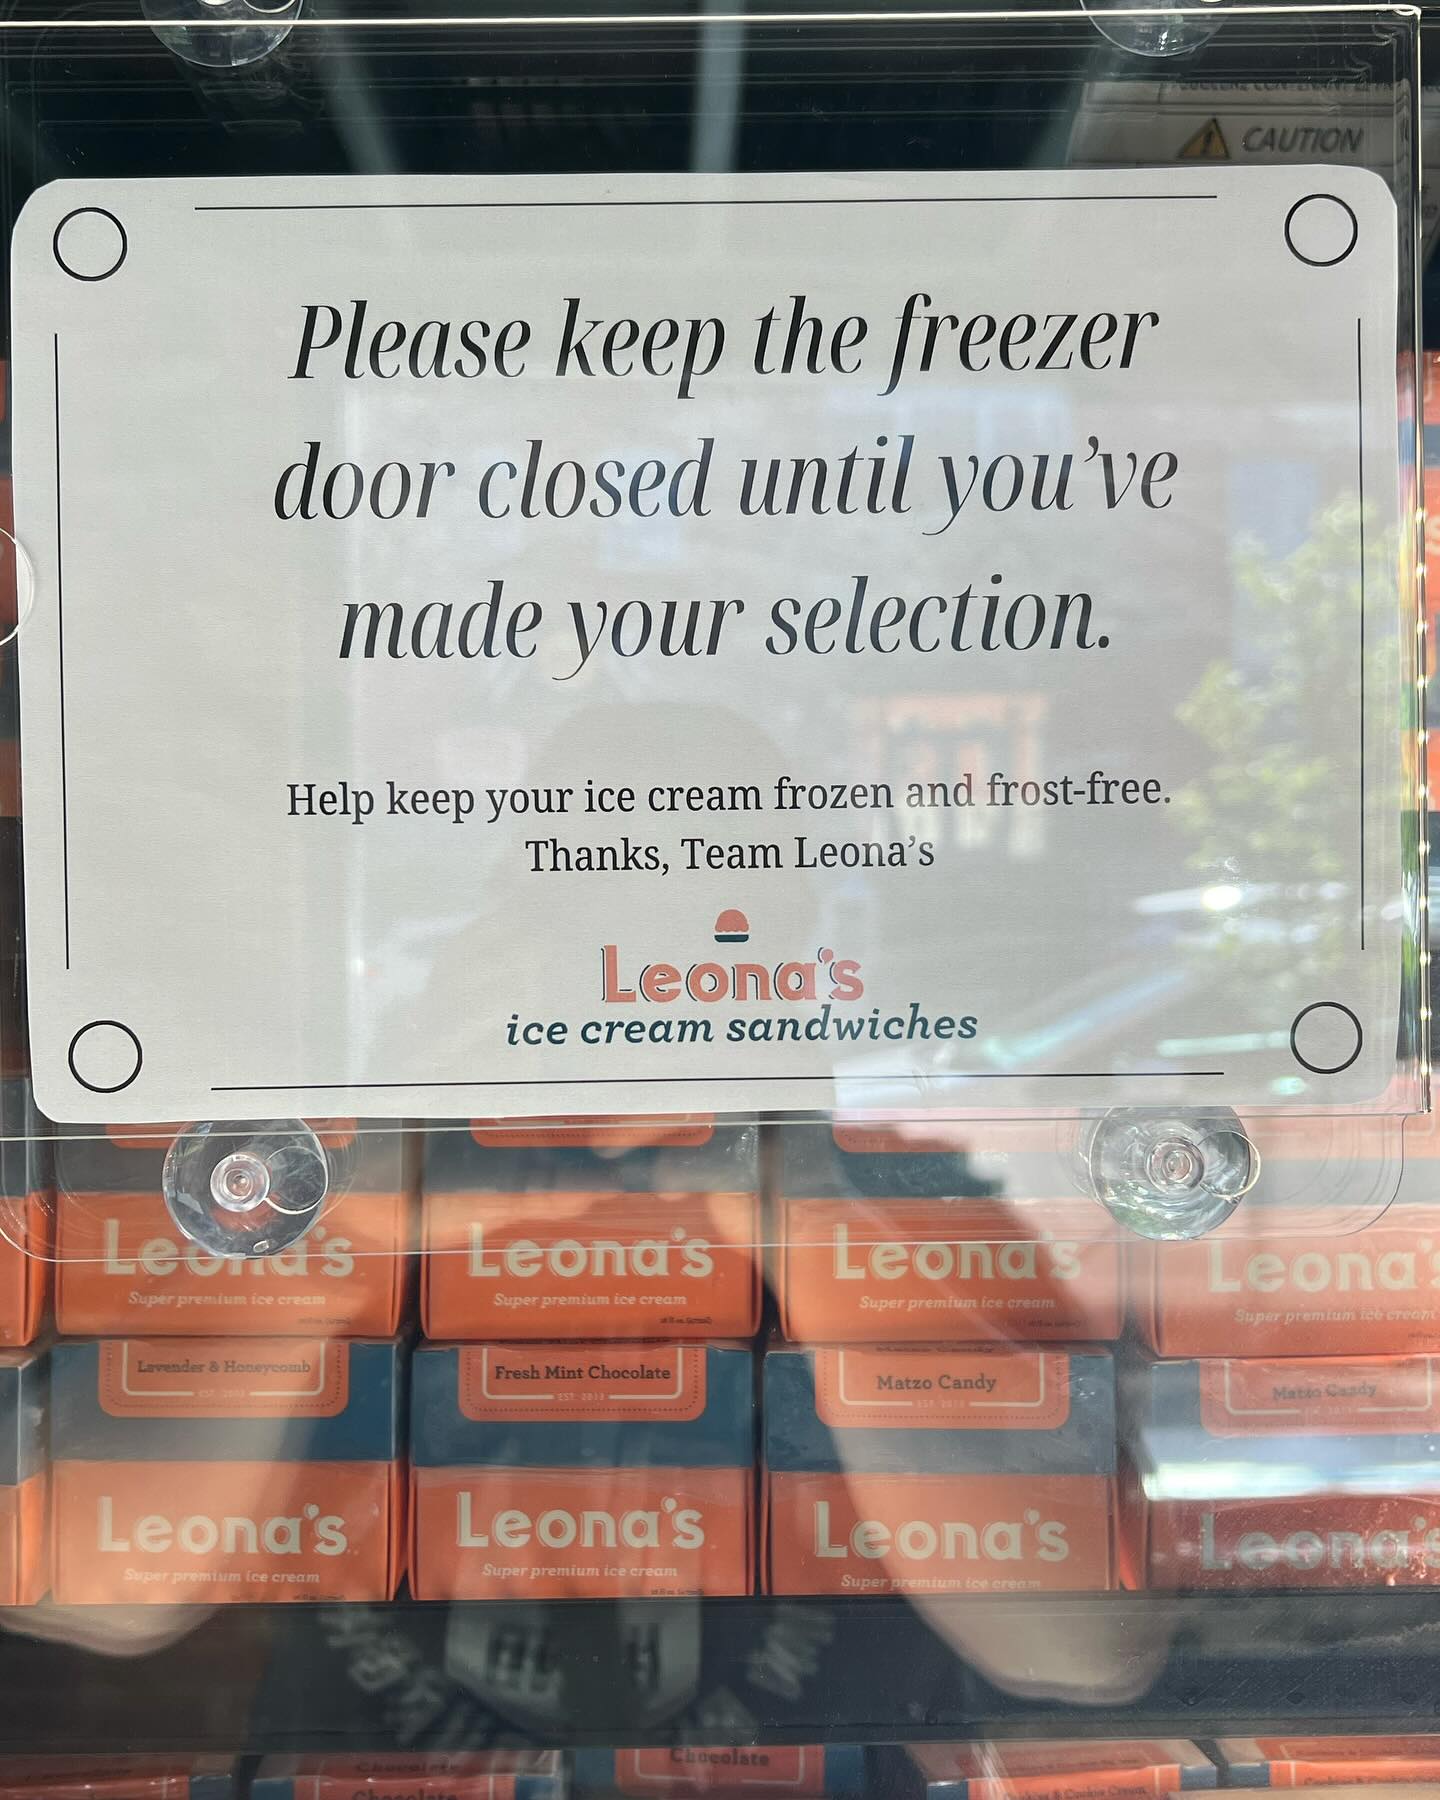 CAUTION
Please keep the freezer
door closed until you've
made your selection.
Help keep your ice cream frozen and frost-free.
Thanks, Team Leona's
Leona's
ice cream sandwiches
Leona's Leona's Leona's Leona's
Super premium ice cream Super premium ice cream Super premium ice cream Super premium ice cream
Lavender & Honeycomb Fresh Mint Chocolate Matzo Candy Matzo Candy
Leona's Leona's Leona's Leona's
Super premium ice cream Super premium ice cream Super premium ice cream
Chocolate Chocolate
Chocolate